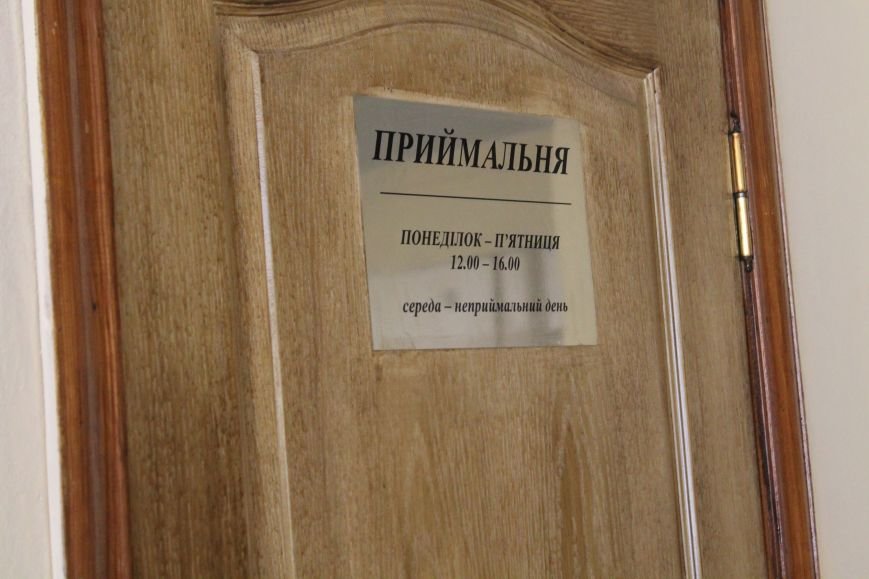 ПРИЙМАЛЬНЯ
ПОНЕДІЛОК – П'ЯТНИЦЯ
12.00 – 16.00
середа – неприймальний день